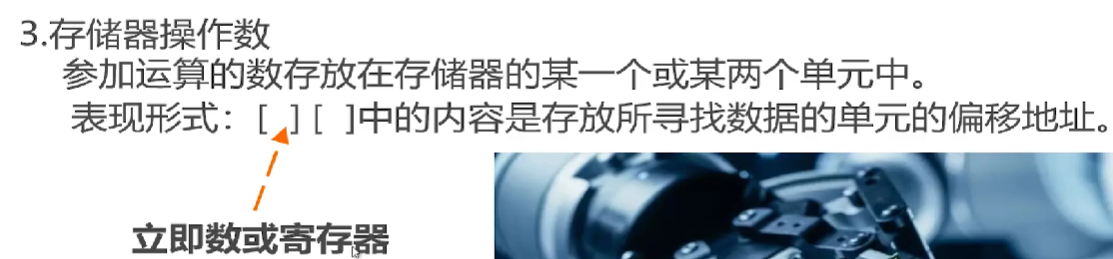 3.存储器操作数
参加运算的数存放在存储器的某一个或某两个单元中。
表现形式：[ ] [ ]中的内容是存放所寻找数据的单元的偏移地址。
立即数或寄存器